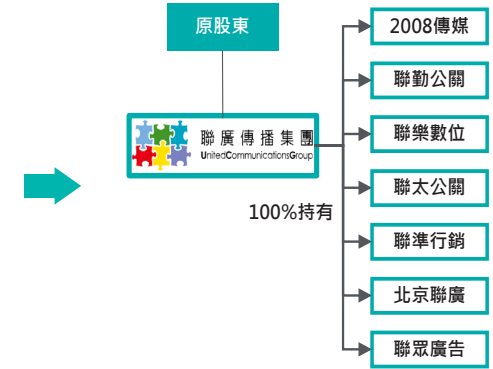 原股東
聯廣傳播集團
UnitedCommunicationsGroup
100%持有
2008傳媒
聯勤公關
聯樂數位
聯太公關
聯準行銷
北京聯廣
聯眾廣告